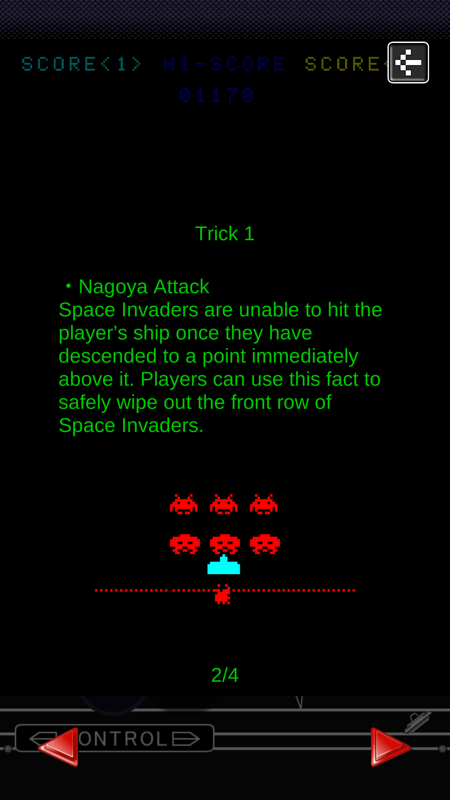 SCORE<1> HI-SCORE SCORE<
01170
Trick 1
・Nagoya Attack
Space Invaders are unable to hit the
player's ship once they have
descended to a point immediately
above it. Players can use this fact to
safely wipe out the front row of
Space Invaders.
2/4
ONTROL